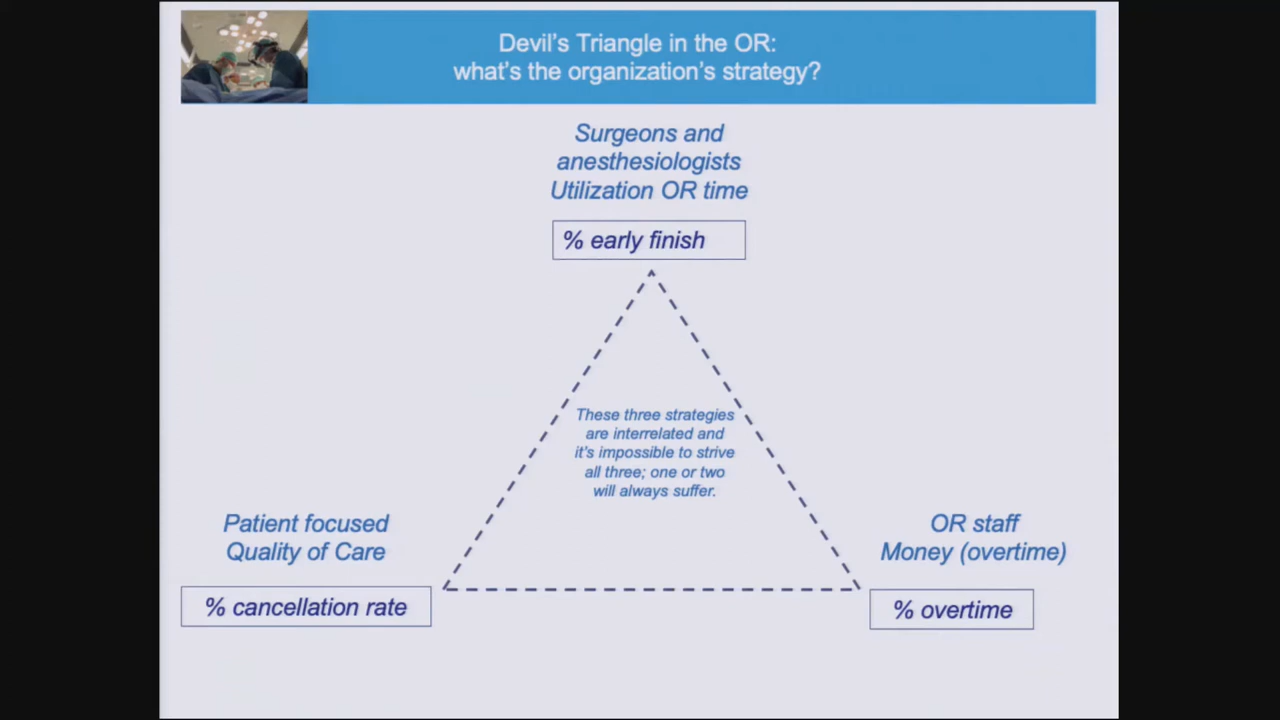 Devil's Triangle in the OR:
what's the organization's strategy?
Surgeons and
anesthesiologists
Utilization OR time
% early finish
These three strategies
are interrelated and
it's impossible to strive
all three; one or two
will always suffer.
Patient focused
Quality of Care
% cancellation rate
OR staff
Money (overtime)
% overtime